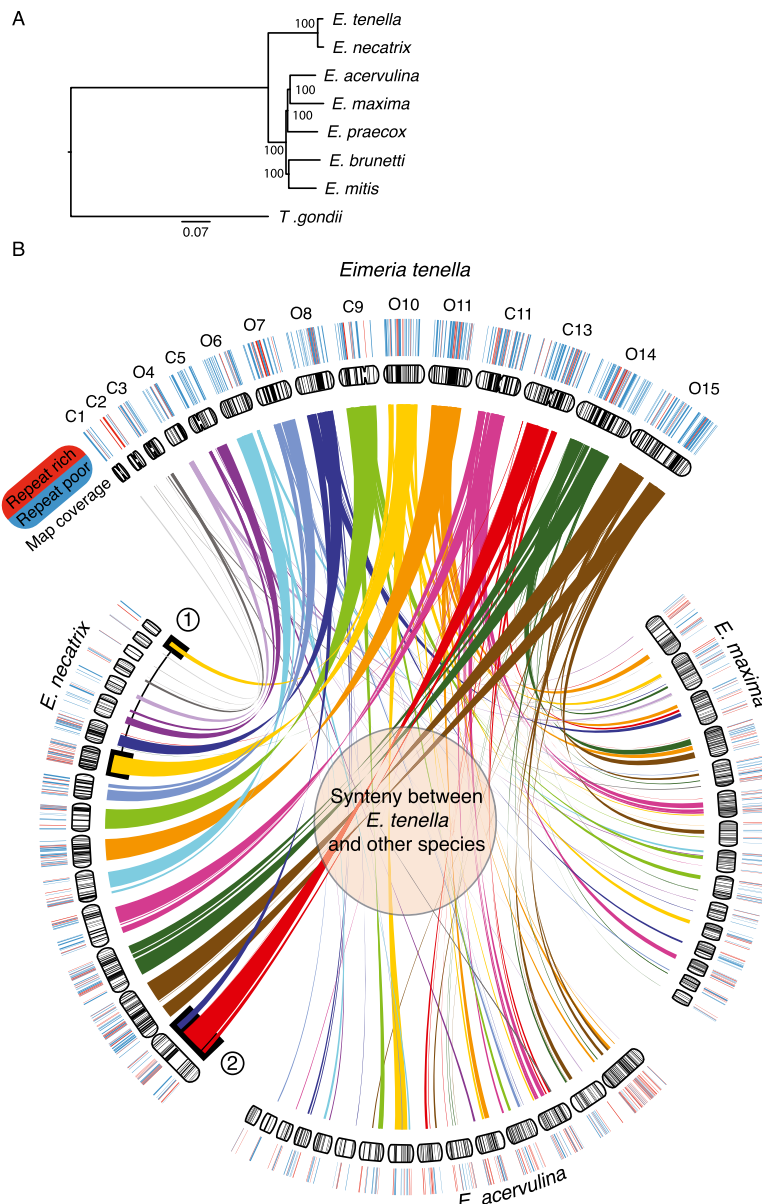 A
100
E. tenella
E. necatrix
E. acervulina
100
E. maxima
100
E. praecox
100
E. brunetti
100
E. mitis
T .gondii
0.07
B
Eimeria tenella
C1
C2
C3
O4
C5
O6
O7
O8
C9
O10
O11
C11
C13
O14
O15
Repeat rich
Repeat poor
Map coverage
E. necatrix
1
E. maxima
Synteny between
E. tenella
and other species
2
E. acervulina